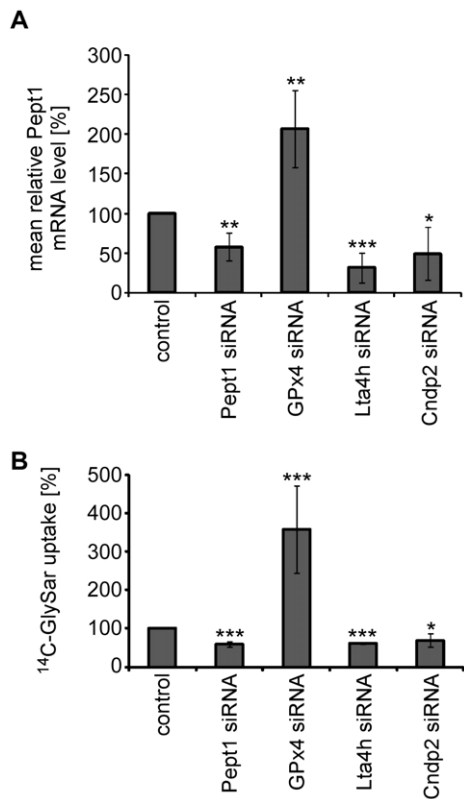 A
mean relative Pept1
mRNA level [%]
300
250
200
150
100
50
0
**
**
***
*
control
Pept1 siRNA
GPx4 siRNA
Lta4h siRNA
Cndp2 siRNA
B
¹⁴C-GlySar uptake [%]
500
400
300
200
100
0
***
***
***
*
control
Pept1 siRNA
GPx4 siRNA
Lta4h siRNA
Cndp2 siRNA